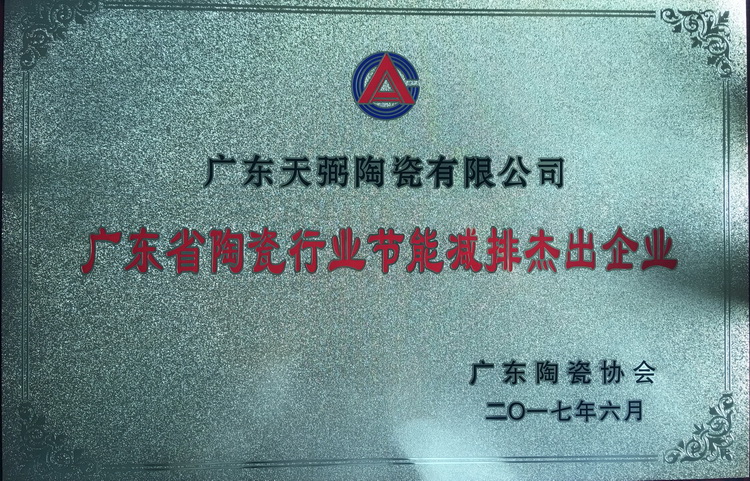 广东天弼陶瓷有限公司
广东省陶瓷行业节能减排杰出企业
广东陶瓷协会
二〇一七年六月